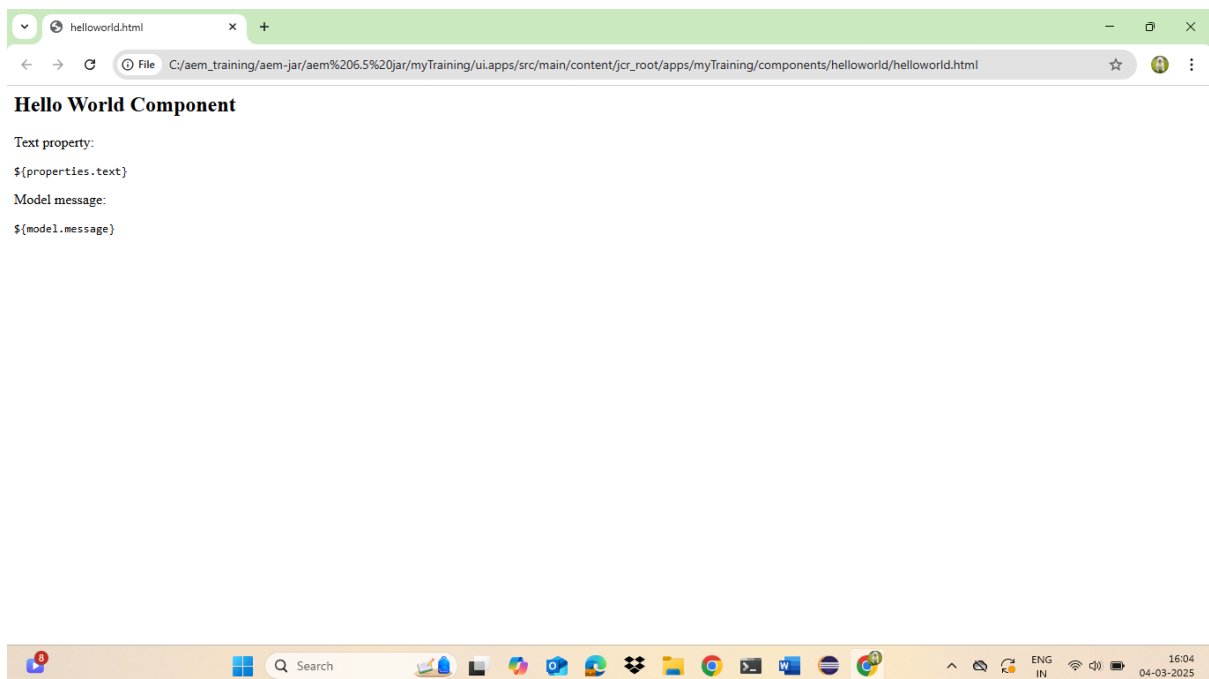 helloworld.html
File C:/aem_training/aem-jar/aem%206.5%20jar/myTraining/ui.apps/src/main/content/jcr_root/apps/myTraining/components/helloworld/helloworld.html
Hello World Component
Text property:
${properties.text}
Model message:
${model.message}
8
Search
ENG
IN
16:04
04-03-2025